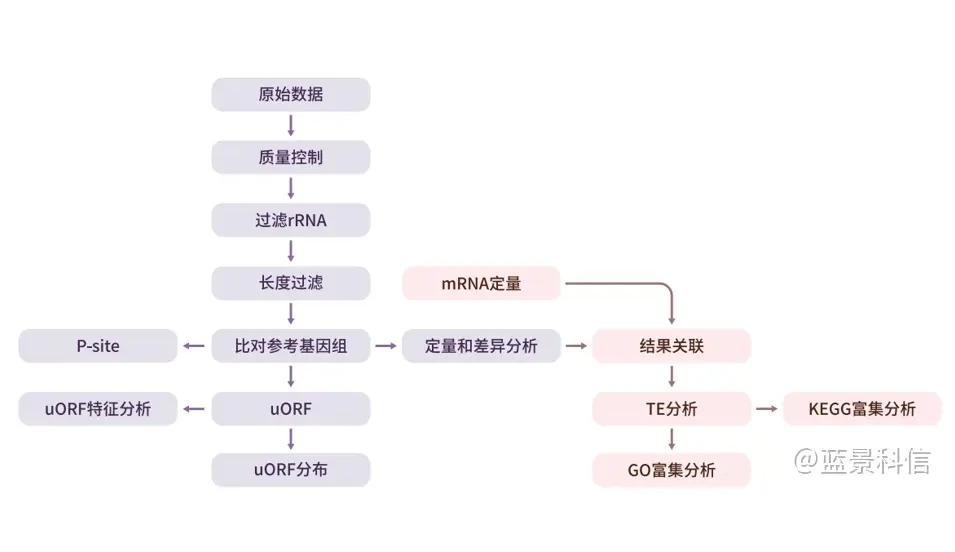 原始数据
质量控制
过滤rRNA
长度过滤
mRNA定量
P-site
比对参考基因组
定量和差异分析
结果关联
uORF特征分析
uORF
TE分析
KEGG富集分析
uORF分布
GO富集分析
@蓝景科信